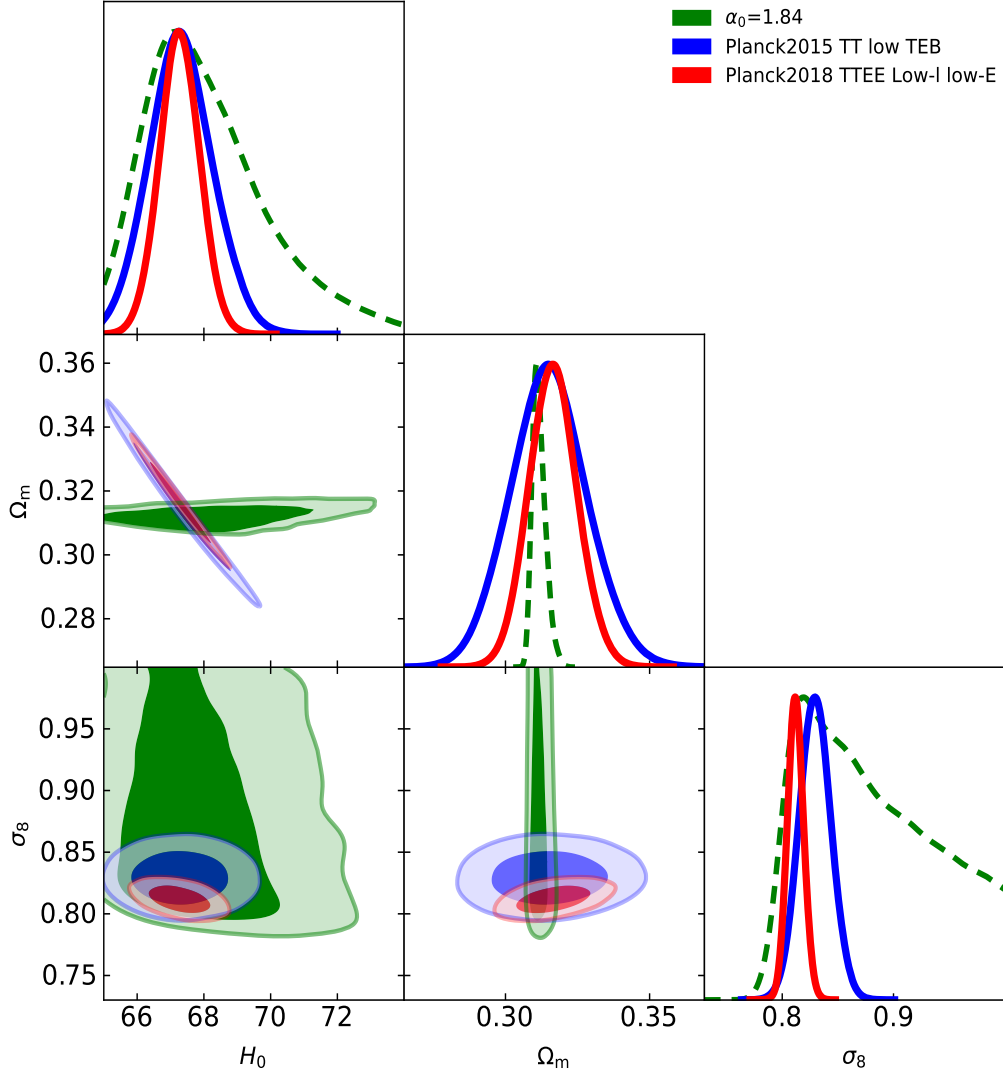 α₀=1.84
Planck2015 TT low TEB
Planck2018 TTEE Low-l low-E
0.36
0.34
0.32
0.30
0.28
Ωₘ
0.95
0.90
0.85
0.80
0.75
σ₈
66 68 70 72
0.30 0.35
0.8 0.9
H₀
Ωₘ
σ₈